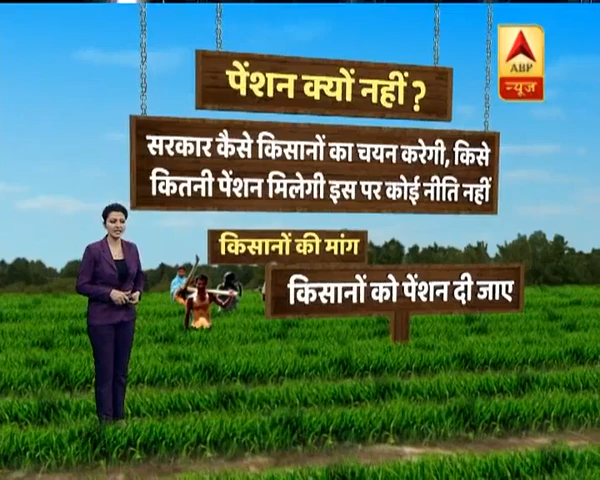 पेंशन क्यों नहीं ?
ABP
न्यूज़
सरकार कैसे किसानों का चयन करेगी, किसे
कितनी पेंशन मिलेगी इस पर कोई नीति नहीं
किसानों की मांग
किसानों को पेंशन दी जाए